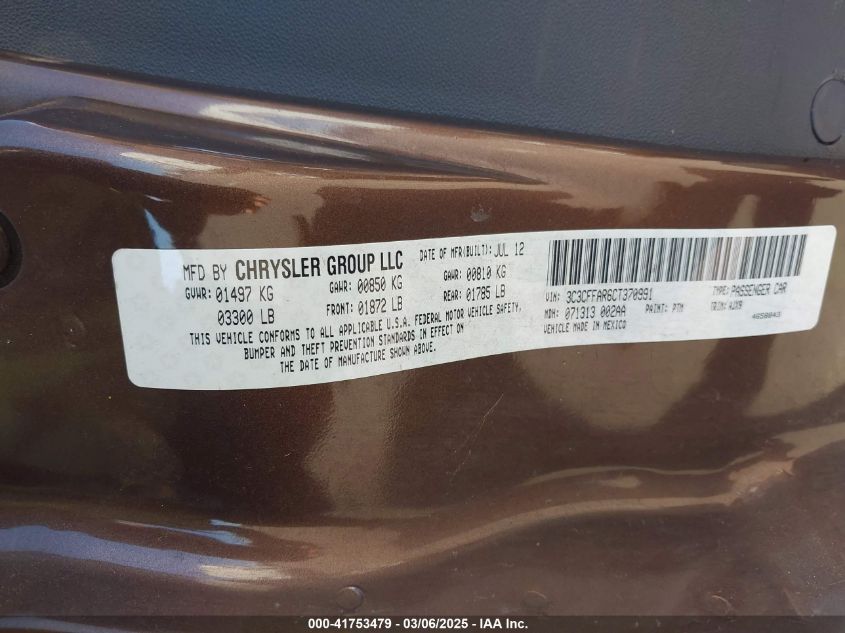 MFD BY CHRYSLER GROUP LLC
DATE OF MFR(BUILT): JUL 12
GVWR: 01497 KG GAWR: 00850 KG GAWR: 00810 KG
03300 LB FRONT: 01872 LB REAR: 01785 LB
THIS VEHICLE CONFORMS TO ALL APPLICABLE U.S.A. FEDERAL MOTOR VEHICLE SAFETY,
BUMPER AND THEFT PREVENTION STANDARDS IN EFFECT ON
THE DATE OF MANUFACTURE SHOWN ABOVE.
VIN: 3C3CFFAR6CT370991 TYPE: PASSENGER CAR
MDH: 071313 002AA PAINT: PTM TRIM:
VEHICLE MADE IN MEXICO
000-41753479 - 03/06/2025 - IAAI Inc.